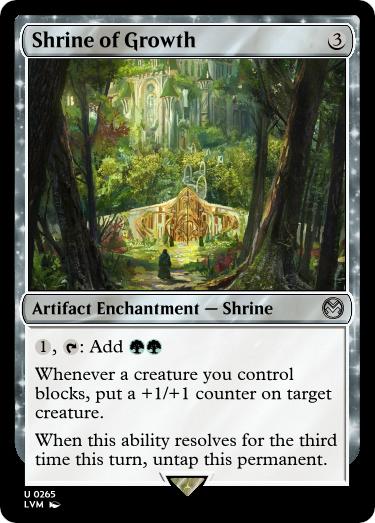 Shrine of Growth 3
Artifact Enchantment — Shrine
1, : Add
Whenever a creature you control
blocks, put a +1/+1 counter on target
creature.
When this ability resolves for the third
time this turn, untap this permanent.
U 0265
LVM